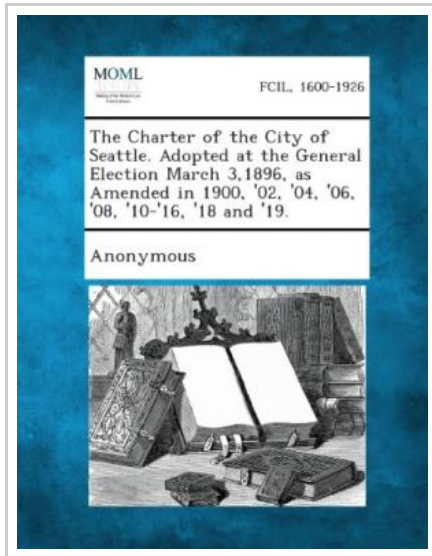 MOML
FCIL, 1600-1926
The Charter of the City of
Seattle. Adopted at the General
Election March 3,1896, as
Amended in 1900, '02, '04, '06,
'08, '10-'16, '18 and '19.
Anonymous